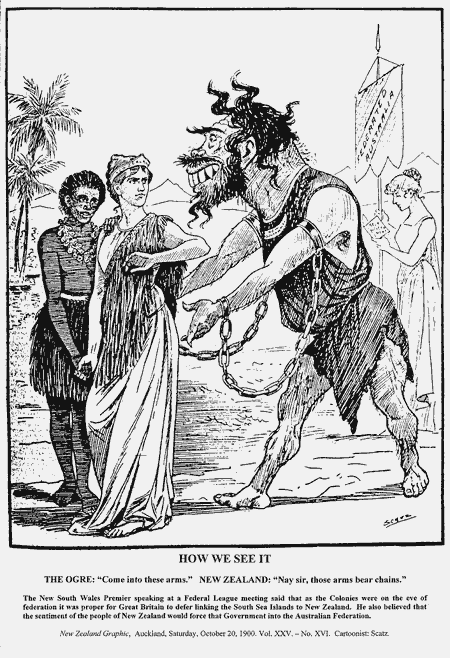 UNITED
AUSTRALIA
Scatz
HOW WE SEE IT
THE OGRE: “Come into these arms.” NEW ZEALAND: “Nay sir, those arms bear chains.”
The New South Wales Premier speaking at a Federal League meeting said that as the Colonies were on the eve of
federation it was proper for Great Britain to defer linking the South Sea Islands to New Zealand. He also believed that
the sentiment of the people of New Zealand would force that Government into the Australian Federation.
New Zealand Graphic, Auckland, Saturday, October 20, 1900. Vol. XXV. – No. XVI. Cartoonist: Scatz.